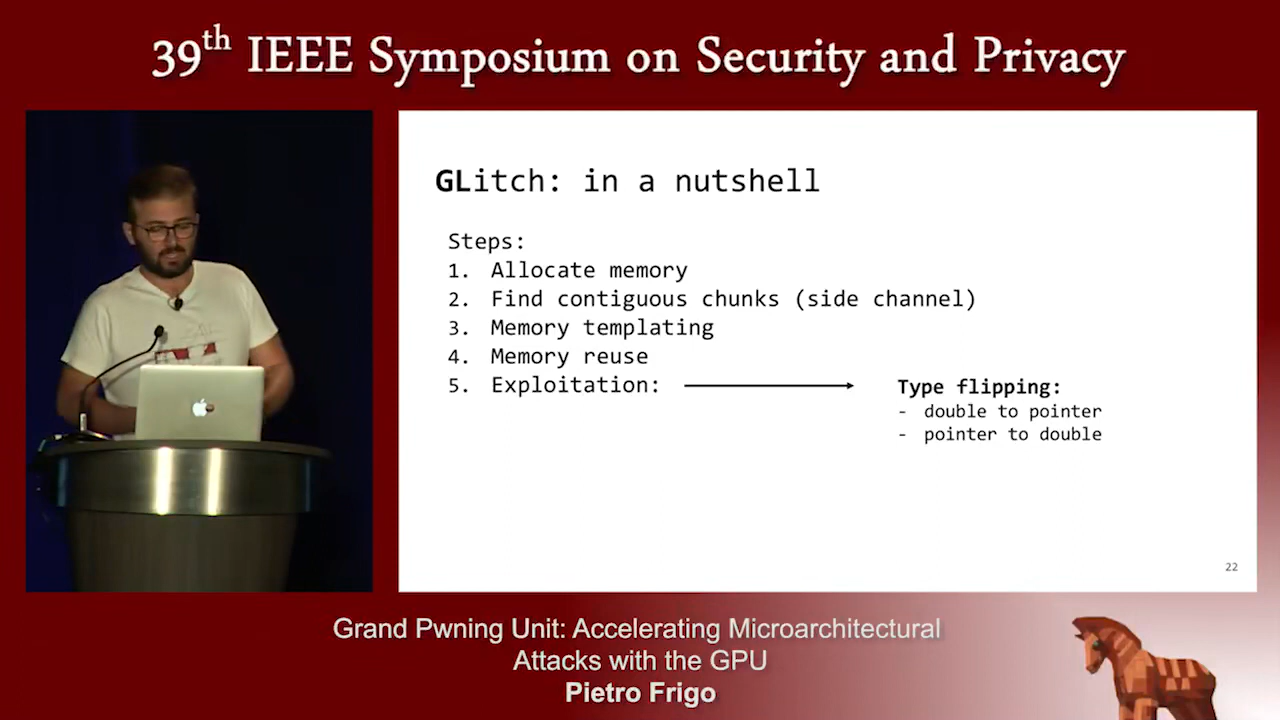 39th IEEE Symposium on Security and Privacy
GLitch: in a nutshell
Steps:
1. Allocate memory
2. Find contiguous chunks (side channel)
3. Memory templating
4. Memory reuse
5. Exploitation:
Type flipping:
- double to pointer
- pointer to double
22
Grand Pwning Unit: Accelerating Microarchitectural
Attacks with the GPU
Pietro Frigo